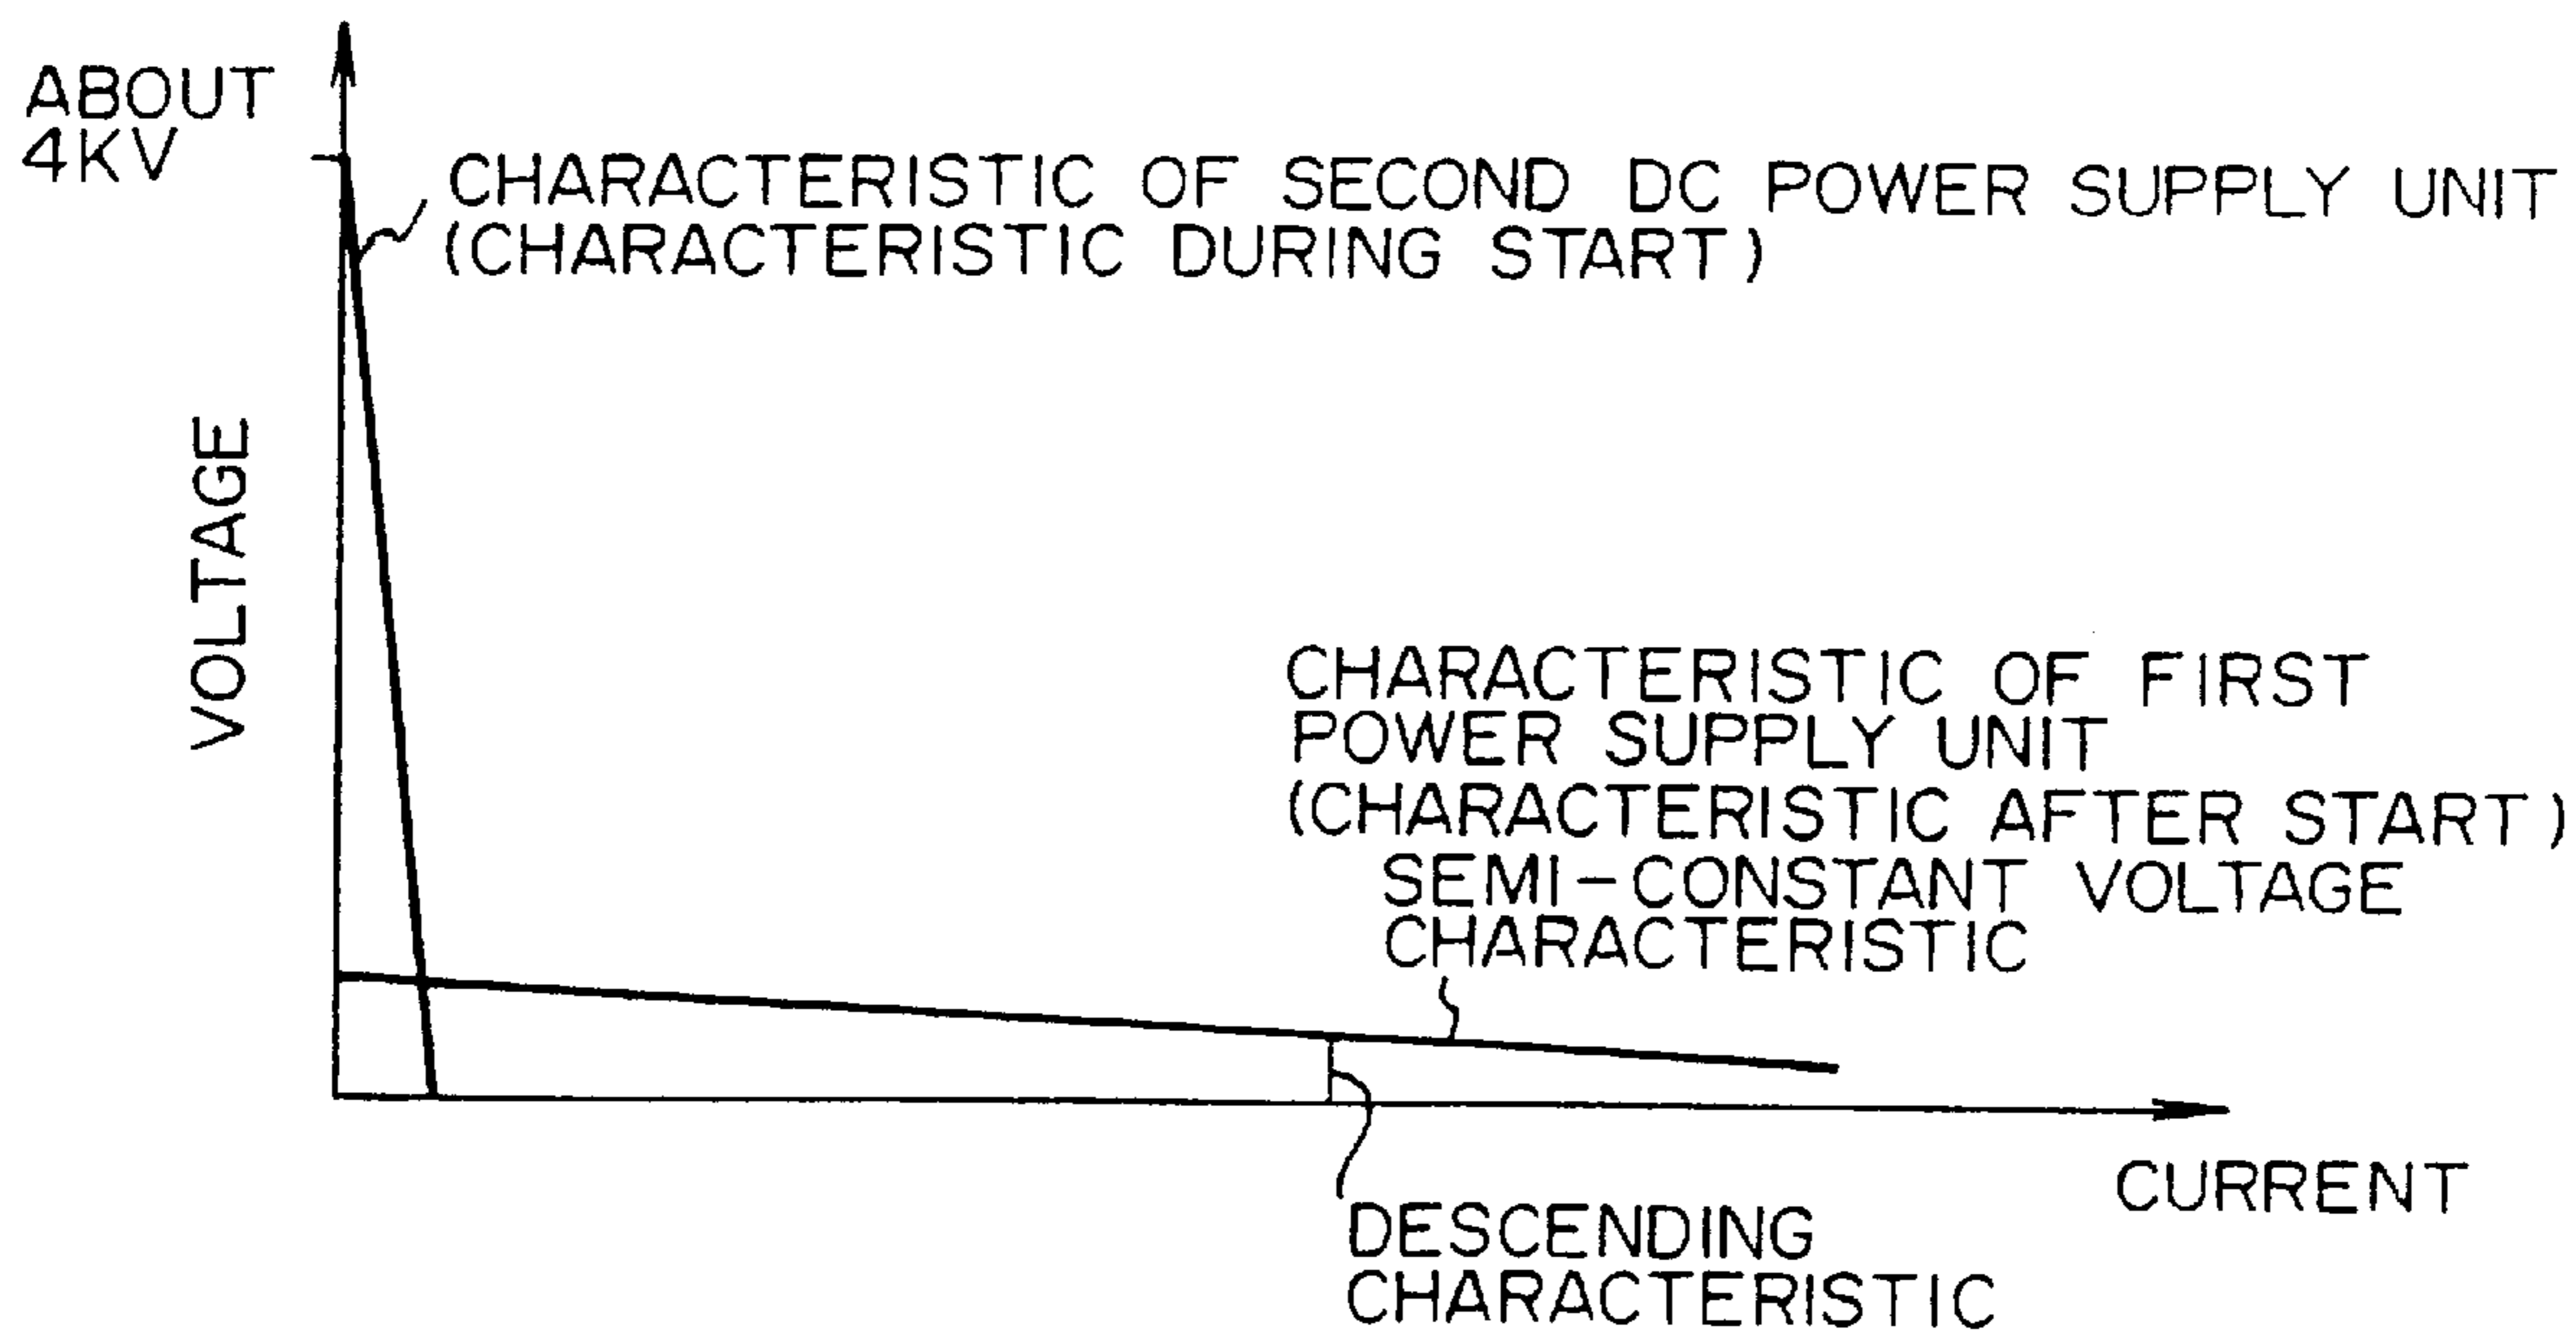 ABOUT
4KV
CHARACTERISTIC OF SECOND DC POWER SUPPLY UNIT
(CHARACTERISTIC DURING START)
VOLTAGE
CHARACTERISTIC OF FIRST
POWER SUPPLY UNIT
(CHARACTERISTIC AFTER START)
SEMI-CONSTANT VOLTAGE
CHARACTERISTIC
CURRENT
DESCENDING
CHARACTERISTIC